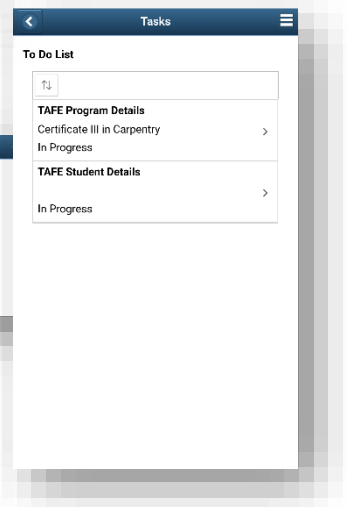 Tasks
To Do List
TAFE Program Details
Certificate III in Carpentry
In Progress
TAFE Student Details
In Progress